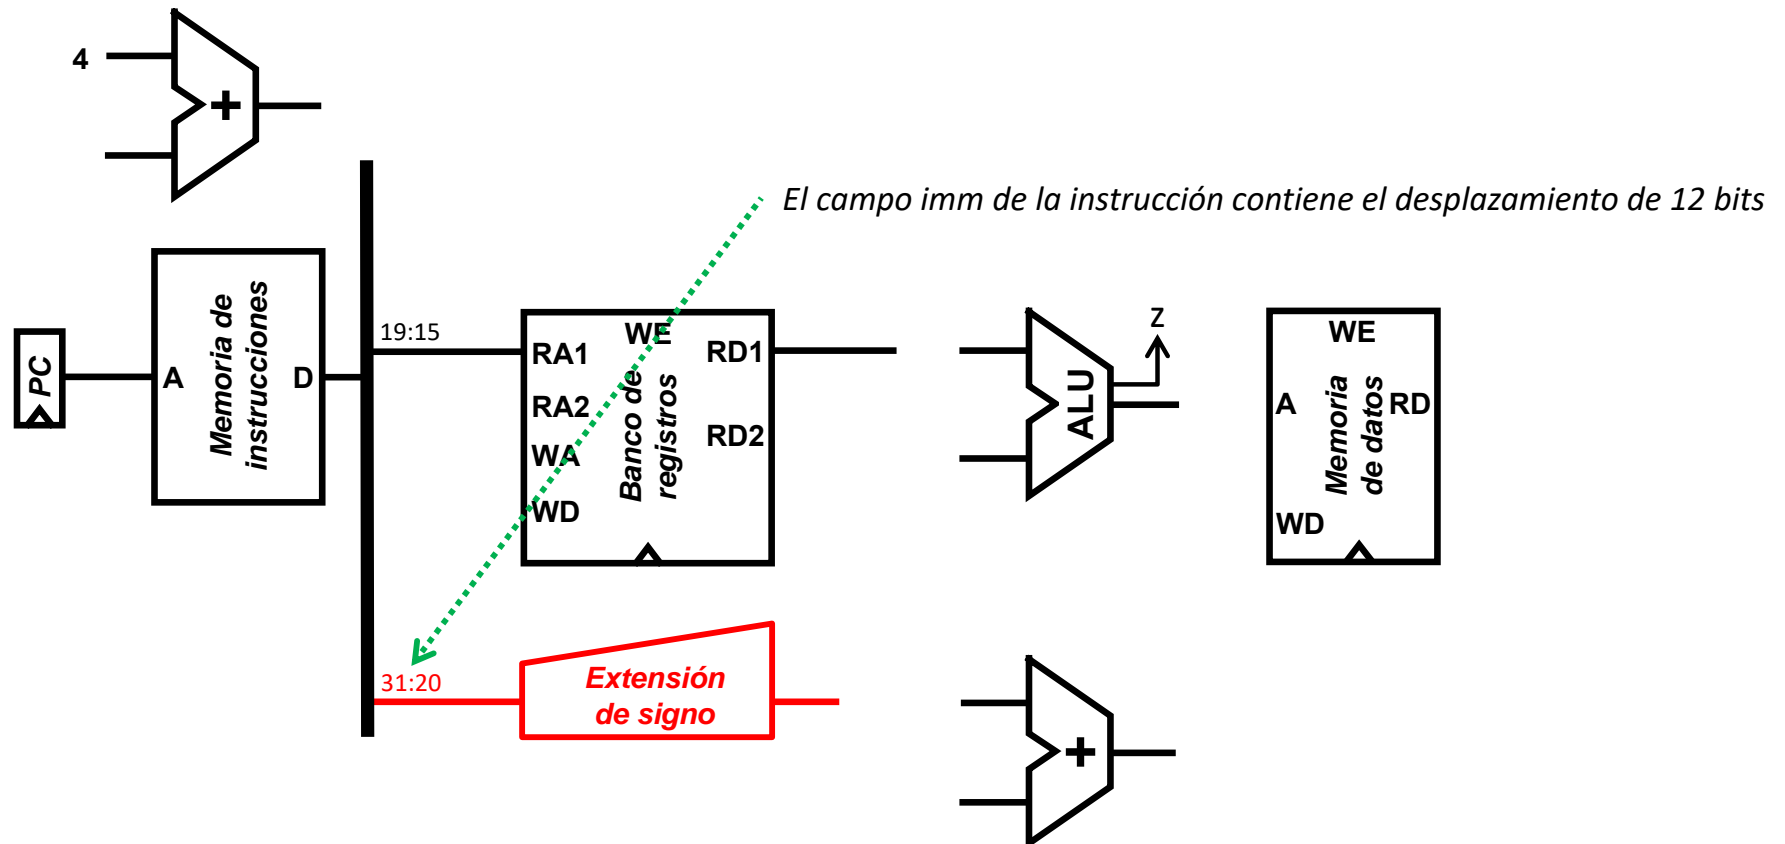 4
+
El campo imm de la instrucción contiene el desplazamiento de 12 bits
PC
A
Memoria de
instrucciones
D
19:15
RA1
RA2
WA
WD
WE
Banco de
registros
RD1
RD2
ALU
Z
WE
A
Memoria
de datos
RD
WD
31:20
Extensión
de signo
+